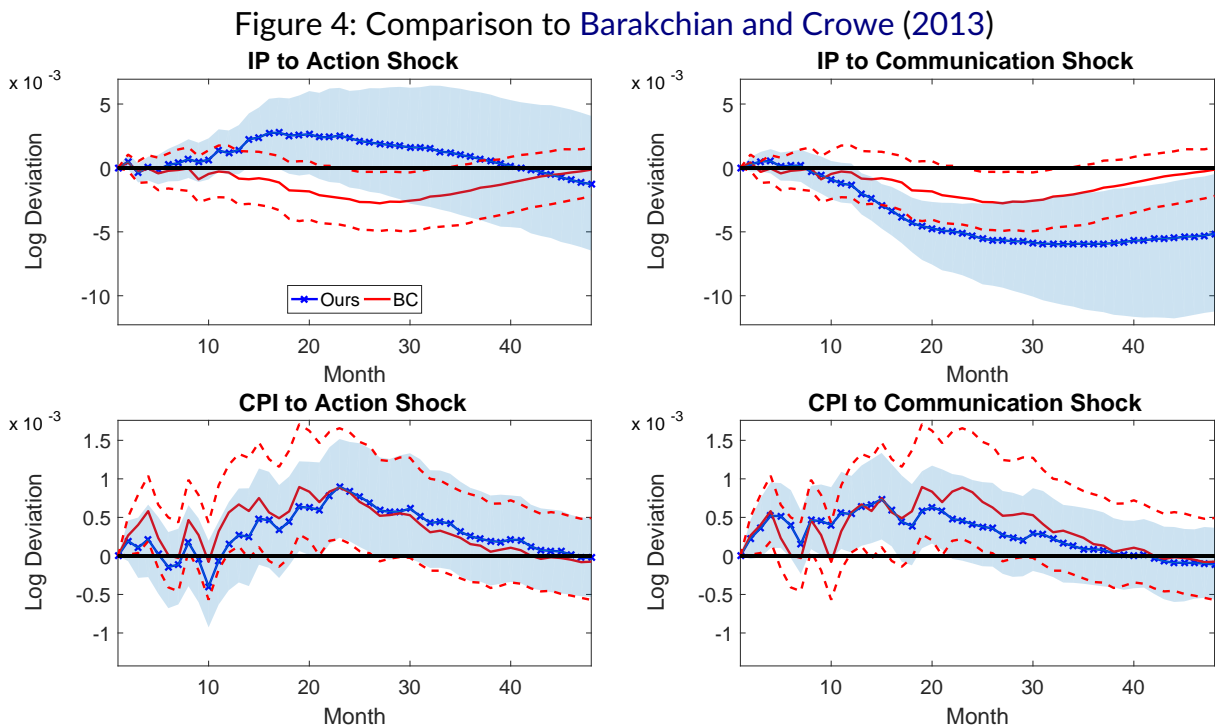 Figure 4: Comparison to Barakchian and Crowe (2013)
IP to Action Shock
x 10 -3
5
0
-5
-10
Log Deviation
Ours
BC
10
20
30
40
Month
IP to Communication Shock
x 10 -3
5
0
-5
-10
Log Deviation
10
20
30
40
Month
CPI to Action Shock
x 10 -3
1.5
1
0.5
0
-0.5
-1
Log Deviation
10
20
30
40
Month
CPI to Communication Shock
x 10 -3
1.5
1
0.5
0
-0.5
-1
Log Deviation
10
20
30
40
Month